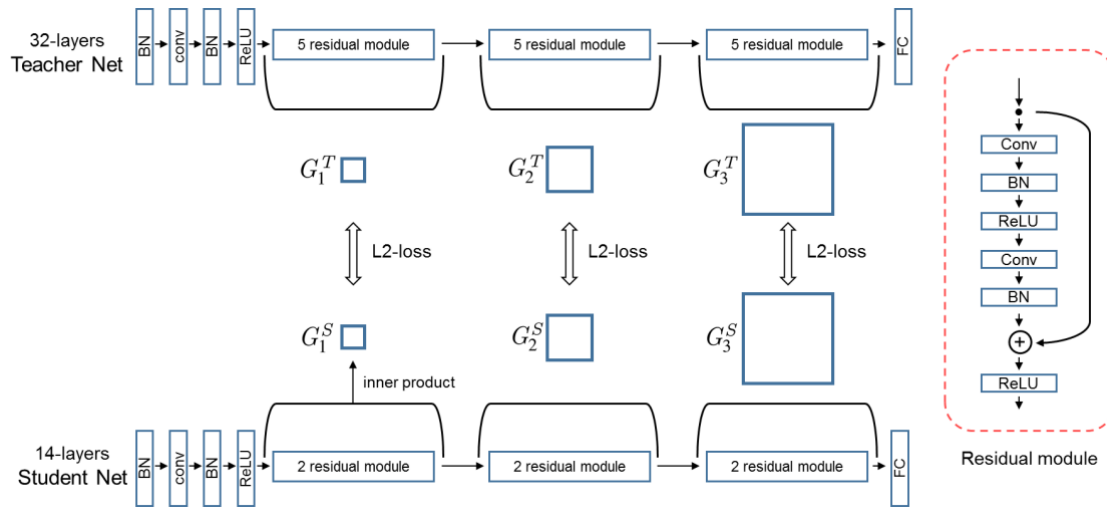 32-layers
Teacher Net
BN
conv
BN
ReLU
5 residual module
5 residual module
5 residual module
FC
G_1^T
G_2^T
G_3^T
L2-loss
L2-loss
L2-loss
G_1^S
G_2^S
G_3^S
inner product
14-layers
Student Net
BN
conv
BN
ReLU
2 residual module
2 residual module
2 residual module
FC
Conv
BN
ReLU
Conv
BN
+
ReLU
Residual module